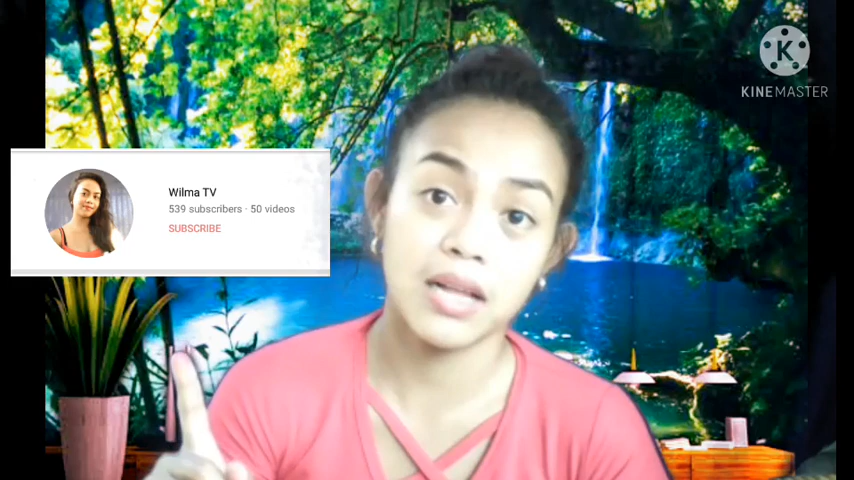 Wilma TV
539 subscribers · 50 videos
SUBSCRIBE
K
KINEMASTER